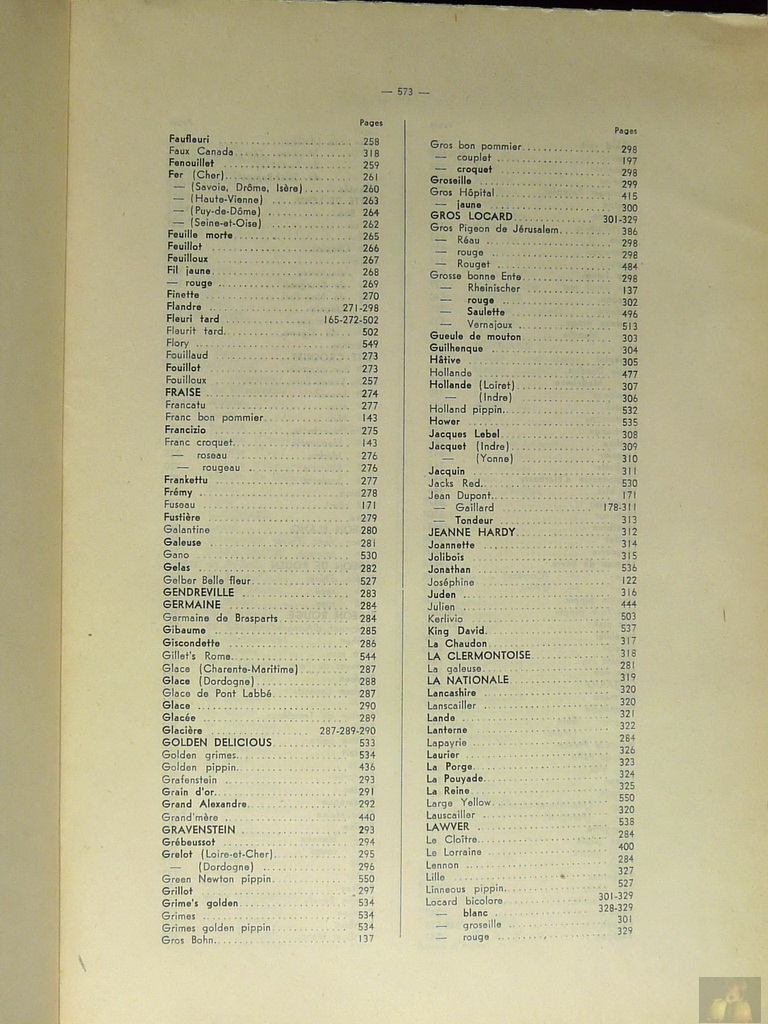 — 573 —
Pages
Faufleuri 258
Faux Canada 318
Fenouillet 259
Fer (Cher) 261
— (Savoie, Drôme, Isère) 260
— (Haute-Vienne) 263
— (Puy-de-Dôme) 264
— (Seine-et-Oise) 262
Feuille morte 265
Feuillot 266
Feuilloux 267
Fil jaune 268
— rouge 269
Finette 270
Flandre 271-298
Fleuri tard 165-272-502
Fleurit tard 502
Flory 549
Fouillaud 273
Fouillot 273
Fouilloux 257
FRAISE 274
Francatu 277
Franc bon pommier 143
Francizio 275
Franc croquet 143
— roseau 276
— rougeau 276
Frankettu 277
Frémy 278
Fuseau 171
Fustière 279
Galantine 280
Galeuse 281
Gano 530
Gelas 282
Gelber Belle fleur 527
GENDREVILLE 283
GERMAINE 284
Germaine de Brasparts 284
Gibaume 285
Giscondette 286
Gillet's Rome 544
Glace (Charente-Maritime) 287
Glace (Dordogne) 288
Glace de Pont Labbé 287
Glace 290
Glacée 289
Glacière 287-289-290
GOLDEN DELICIOUS 533
Golden grimes 534
Golden pippin 436
Grafenstein 293
Grain d'or 291
Grand Alexandre 292
Grand'mère 440
GRAVENSTEIN 293
Grébeussot 294
Grelot (Loire-et-Cher) 295
— (Dordogne) 296
Green Newton pippin 550
Grillot 297
Grime's golden 534
Grimes 534
Grimes golden pippin 534
Gros Bohn 137
Pages
Gros bon pommier 298
— couplet 197
— croquet 298
Groseille 299
Gros Hôpital 415
— jaune 300
GROS LOCARD 301-329
Gros Pigeon de Jérusalem 386
— Réau 298
— rouge 298
— Rouget 484
Grosse bonne Ente 298
— Rheinischer 137
— rouge 302
— Saulette 496
— Vernajoux 513
Gueule de mouton 303
Guilhenque 304
Hâtive 305
Hollande 477
Hollande (Loiret) 307
— (Indre) 306
Holland pippin 532
Hower 535
Jacques Lebel 308
Jacquet (Indre) 309
— (Yonne) 310
Jacquin 311
Jacks Red 530
Jean Dupont 171
— Gaillard 178-311
— Tondeur 313
JEANNE HARDY 312
Joannette 314
Jolibois 315
Jonathan 536
Joséphine 122
Juden 316
Julien 444
Kerlivio 503
King David 537
La Chaudon 317
LA CLERMONTOISE 318
La galeuse 281
LA NATIONALE 319
Lancashire 320
Lanscailler 320
Lande 321
Lanterne 322
Lapayrie 284
Laurier 326
La Porge 323
La Pouyade 324
La Reine 325
Large Yellow 550
Lauscailler 320
LAWVER 538
Le Cloître 284
Le Lorraine 400
Lennon 284
Lille 327
Linneous pippin 527
Locard bicolore 301-329
— blanc 328-329
— groseille 301
— rouge 329